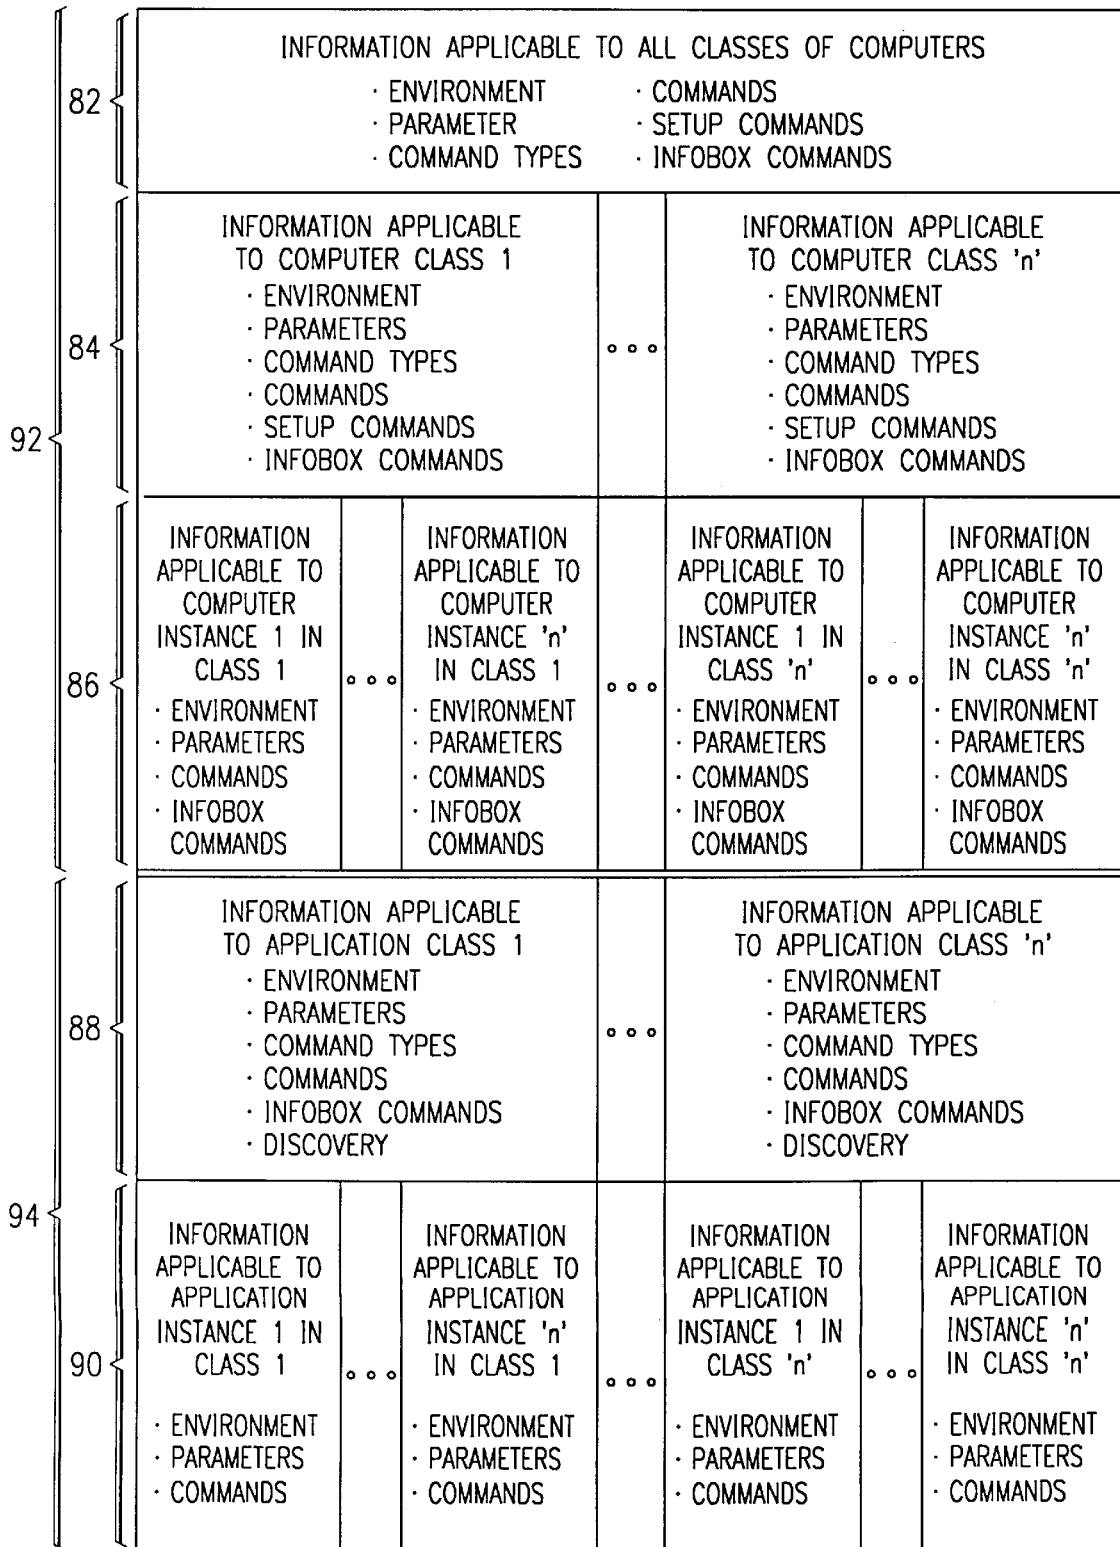 INFORMATION APPLICABLE TO ALL CLASSES OF COMPUTERS
82
· ENVIRONMENT · COMMANDS
· PARAMETER · SETUP COMMANDS
· COMMAND TYPES · INFOBOX COMMANDS
INFORMATION APPLICABLE
TO COMPUTER CLASS 1
· ENVIRONMENT
· PARAMETERS
· COMMAND TYPES
· COMMANDS
· SETUP COMMANDS
· INFOBOX COMMANDS
INFORMATION APPLICABLE
TO COMPUTER CLASS 'n'
· ENVIRONMENT
· PARAMETERS
· COMMAND TYPES
· COMMANDS
· SETUP COMMANDS
· INFOBOX COMMANDS
84
92
INFORMATION
APPLICABLE TO
COMPUTER
INSTANCE 1 IN
CLASS 1
· ENVIRONMENT
· PARAMETERS
· COMMANDS
· INFOBOX
COMMANDS
INFORMATION
APPLICABLE TO
COMPUTER
INSTANCE 'n'
IN CLASS 1
· ENVIRONMENT
· PARAMETERS
· COMMANDS
· INFOBOX
COMMANDS
INFORMATION
APPLICABLE TO
COMPUTER
INSTANCE 1 IN
CLASS 'n'
· ENVIRONMENT
· PARAMETERS
· COMMANDS
· INFOBOX
COMMANDS
INFORMATION
APPLICABLE TO
COMPUTER
INSTANCE 'n'
IN CLASS 'n'
· ENVIRONMENT
· PARAMETERS
· COMMANDS
· INFOBOX
COMMANDS
86
INFORMATION APPLICABLE
TO APPLICATION CLASS 1
· ENVIRONMENT
· PARAMETERS
· COMMAND TYPES
· COMMANDS
· INFOBOX COMMANDS
· DISCOVERY
INFORMATION APPLICABLE
TO APPLICATION CLASS 'n'
· ENVIRONMENT
· PARAMETERS
· COMMAND TYPES
· COMMANDS
· INFOBOX COMMANDS
· DISCOVERY
88
94
INFORMATION
APPLICABLE TO
APPLICATION
INSTANCE 1 IN
CLASS 1
· ENVIRONMENT
· PARAMETERS
· COMMANDS
INFORMATION
APPLICABLE TO
APPLICATION
INSTANCE 'n'
IN CLASS 1
· ENVIRONMENT
· PARAMETERS
· COMMANDS
INFORMATION
APPLICABLE TO
APPLICATION
INSTANCE 1 IN
CLASS 'n'
· ENVIRONMENT
· PARAMETERS
· COMMANDS
INFORMATION
APPLICABLE TO
APPLICATION
INSTANCE 'n'
IN CLASS 'n'
· ENVIRONMENT
· PARAMETERS
· COMMANDS
90